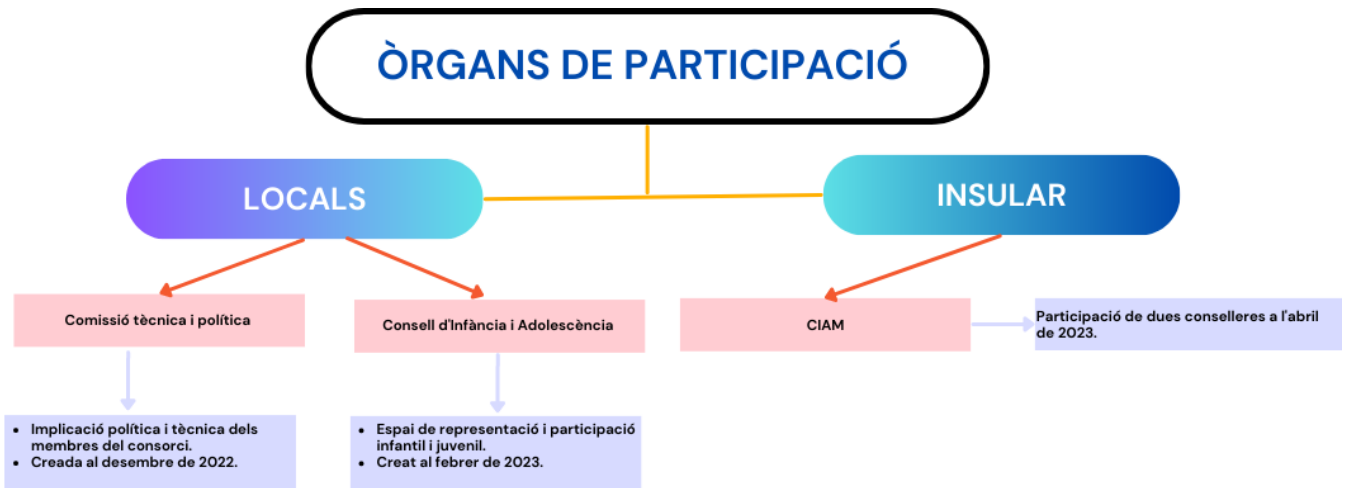 ÒRGANS DE PARTICIPACIÓ
LOCALS
INSULAR
Comissió tècnica i política
Consell d'Infància i Adolescència
CIAM
Participació de dues conselleres a l'abril
de 2023.
• Implicació política i tècnica dels
membres del consorci.
• Creada al desembre de 2022.
• Espai de representació i participació
infantil i juvenil.
• Creat al febrer de 2023.